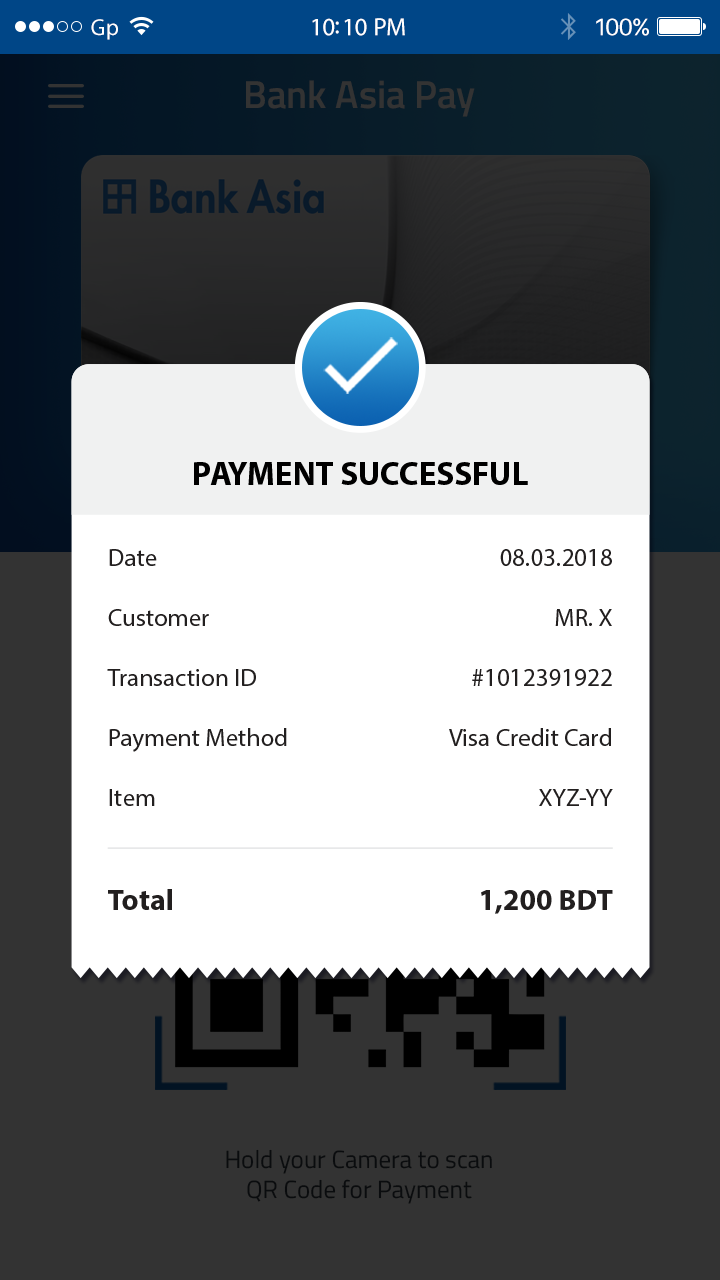 Gp 10:10 PM 100%
Bank Asia Pay
Bank Asia
PAYMENT SUCCESSFUL
Date 08.03.2018
Customer MR. X
Transaction ID #1012391922
Payment Method Visa Credit Card
Item XYZ-YY
Total 1,200 BDT
Hold your Camera to scan
QR Code for Payment